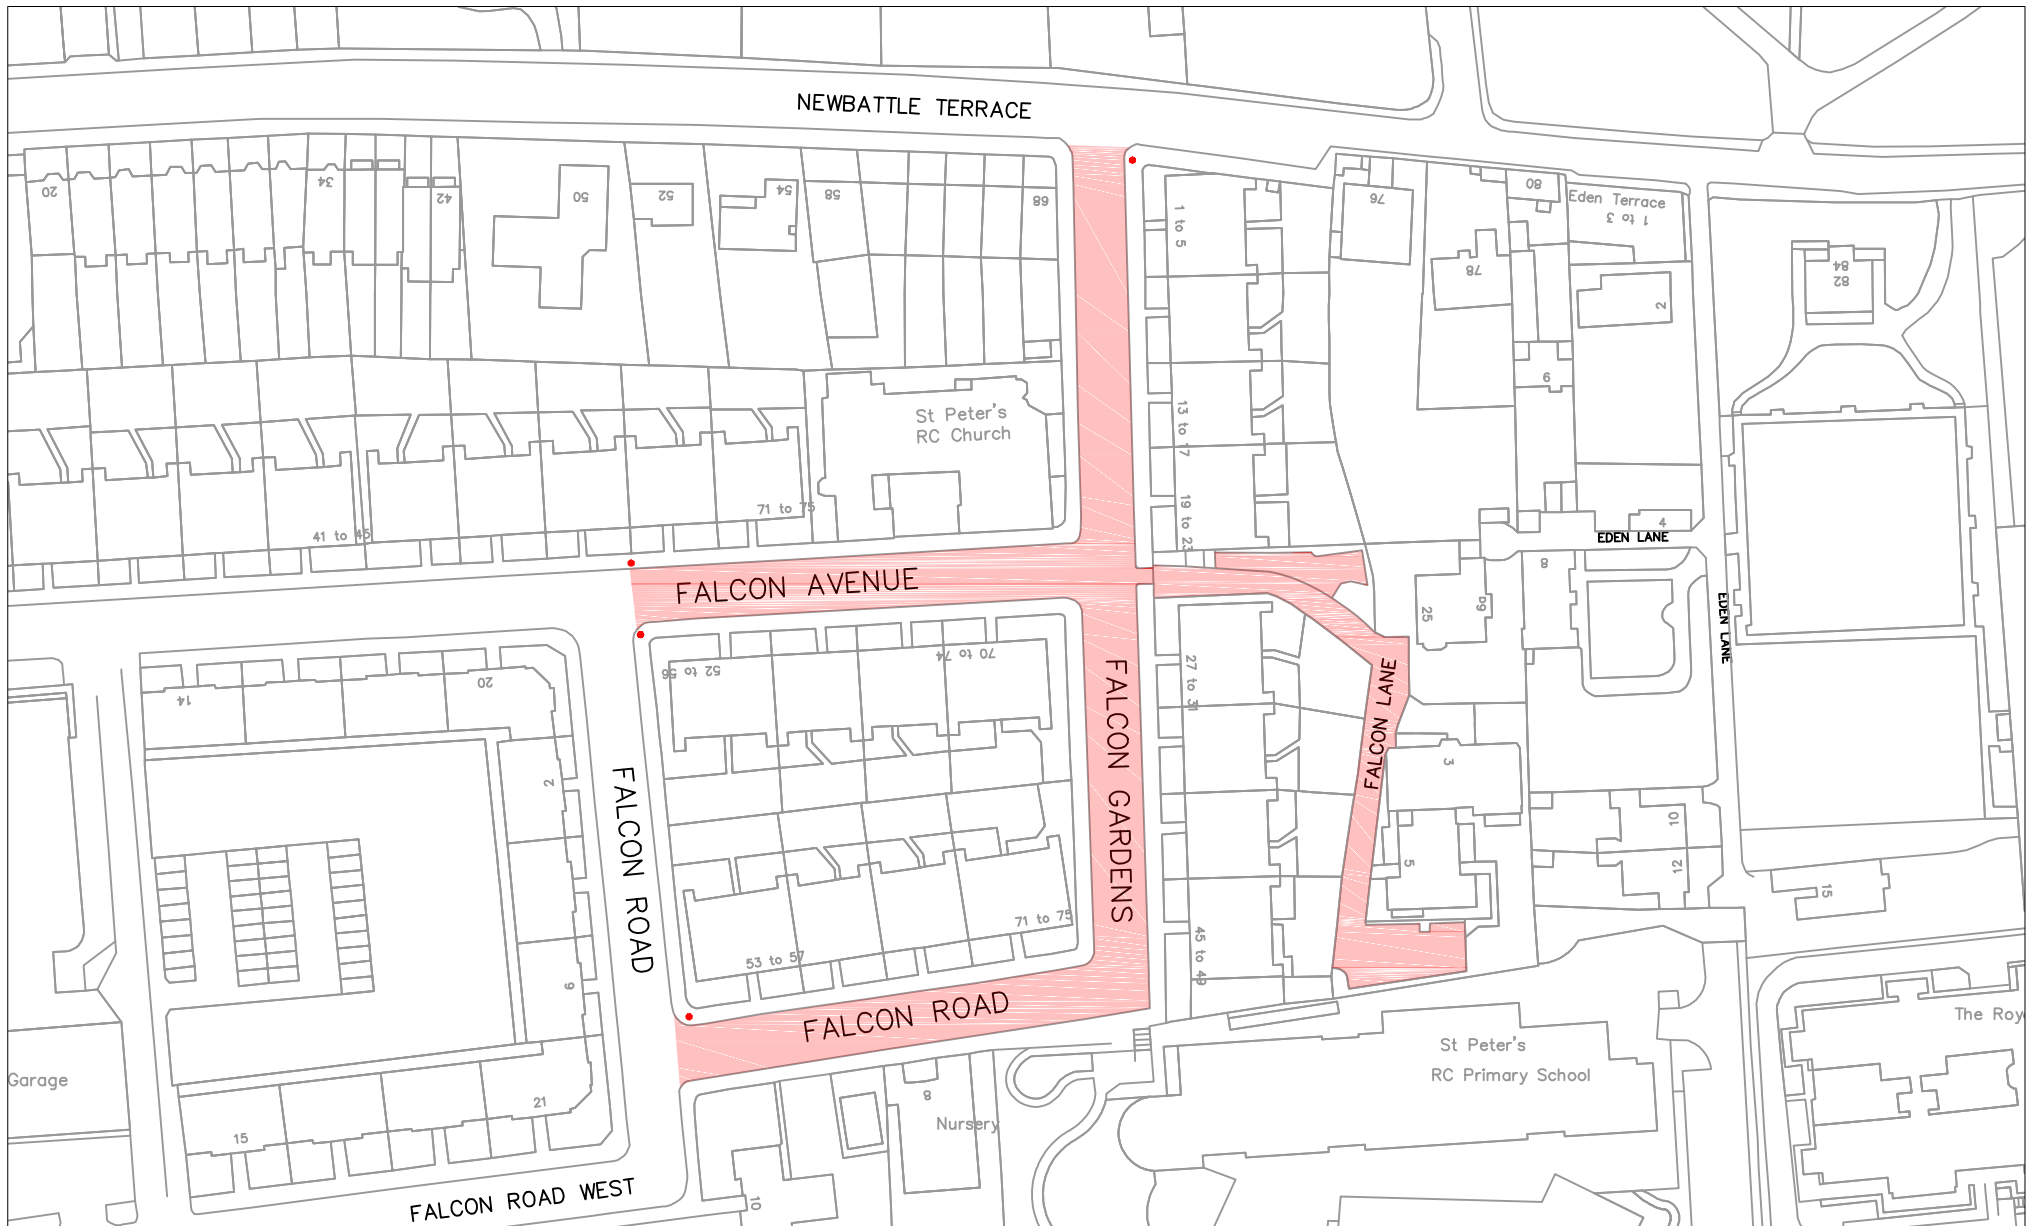 NEWBATTLE TERRACE
20
34
42
50
52
54
58
68
1 to 5
76
78
80
Eden Terrace
1 to 3
2
84
82
6
St Peter's
RC Church
13 to 17
19 to 23
71 to 75
41 to 45
4
EDEN LANE
EDEN LANE
8
FALCON AVENUE
25
9a
52 to 56
70 to 74
27 to 31
FALCON GARDENS
FALCON LANE
14
20
2
3
5
10
12
15
FALCON ROAD
71 to 75
53 to 57
45 to 49
6
FALCON ROAD
The Roy
St Peter's
RC Primary School
Garage
8
Nursery
21
15
FALCON ROAD WEST
10